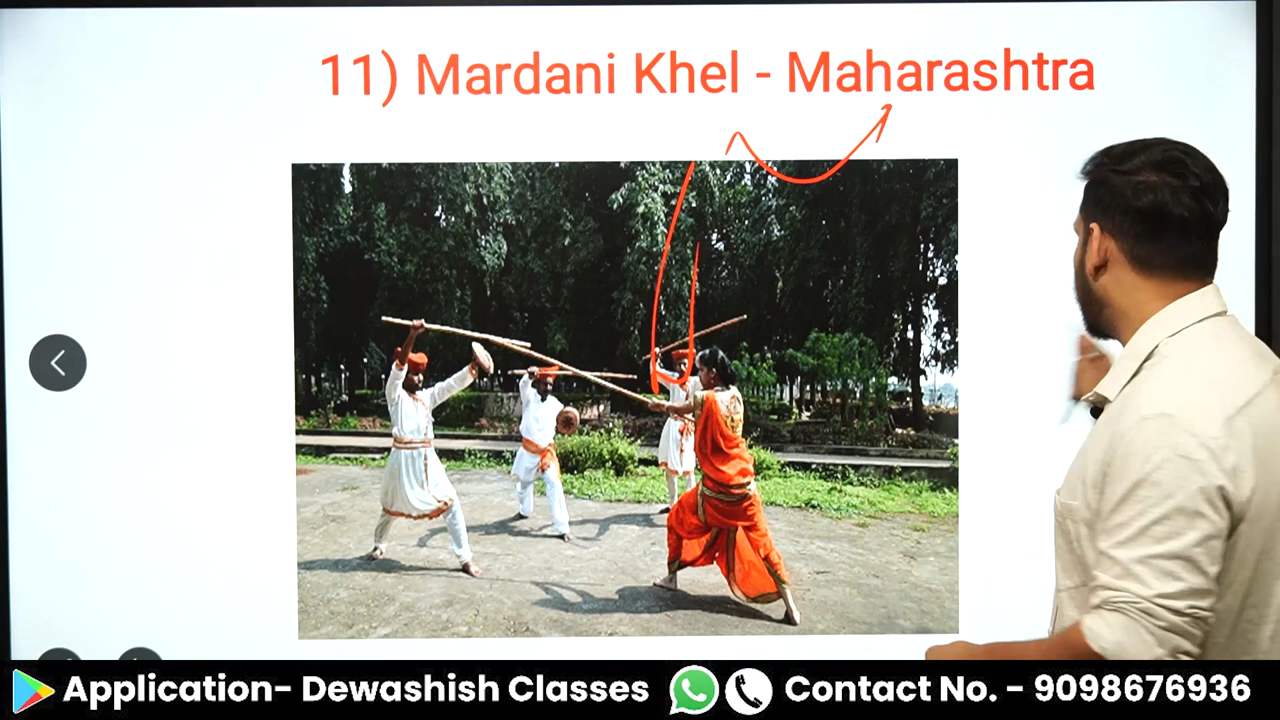 11) Mardani Khel - Maharashtra
Application- Dewashish Classes Contact No. - 9098676936